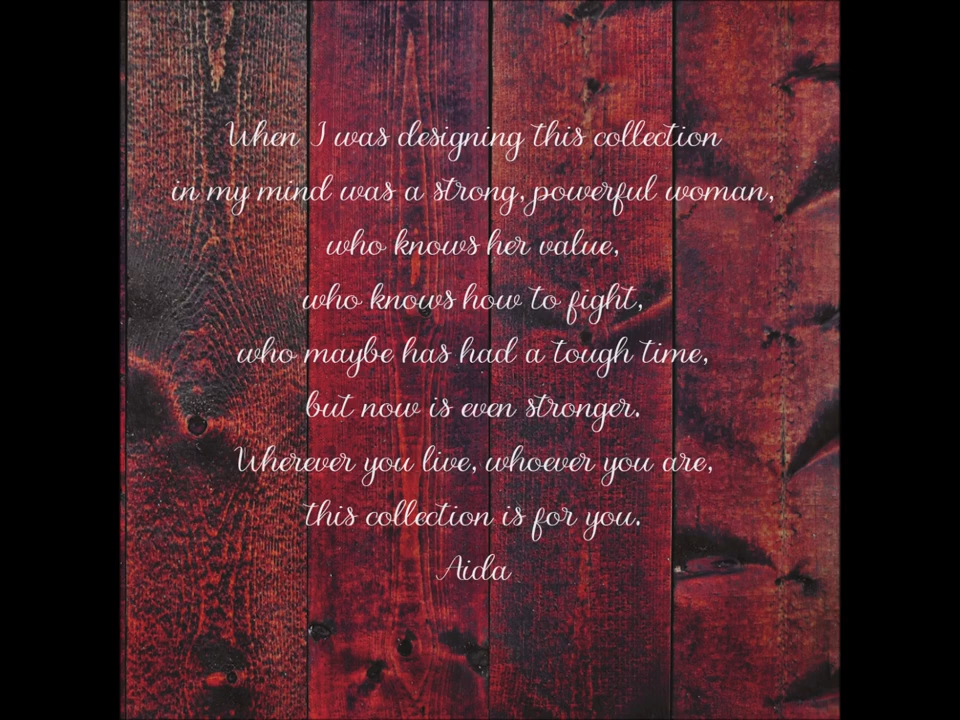 When I was designing this collection
in my mind was a strong, powerful woman,
who knows her value,
who knows how to fight,
who maybe has had a tough time,
but now is even stronger.
Wherever you live, whoever you are,
this collection is for you.
Aida